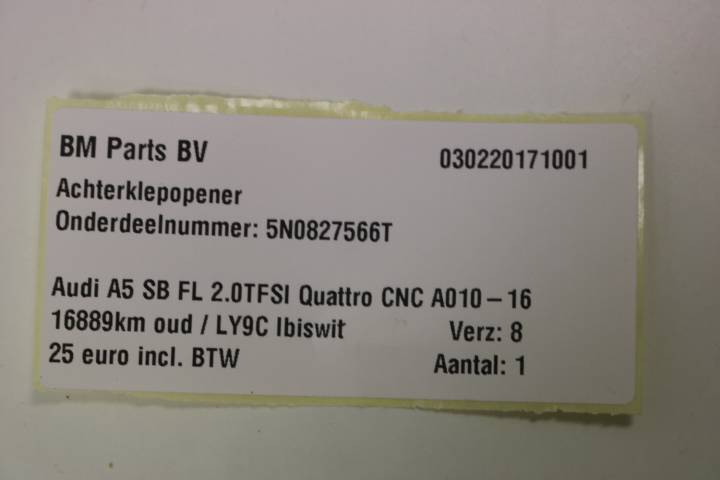 BM Parts BV 030220171001
Achterklepopener
Onderdeelnummer: 5N0827566T
Audi A5 SB FL 2.0TFSI Quattro CNC A010-16
16889km oud / LY9C Ibiswit Verz: 8
25 euro incl. BTW Aantal: 1